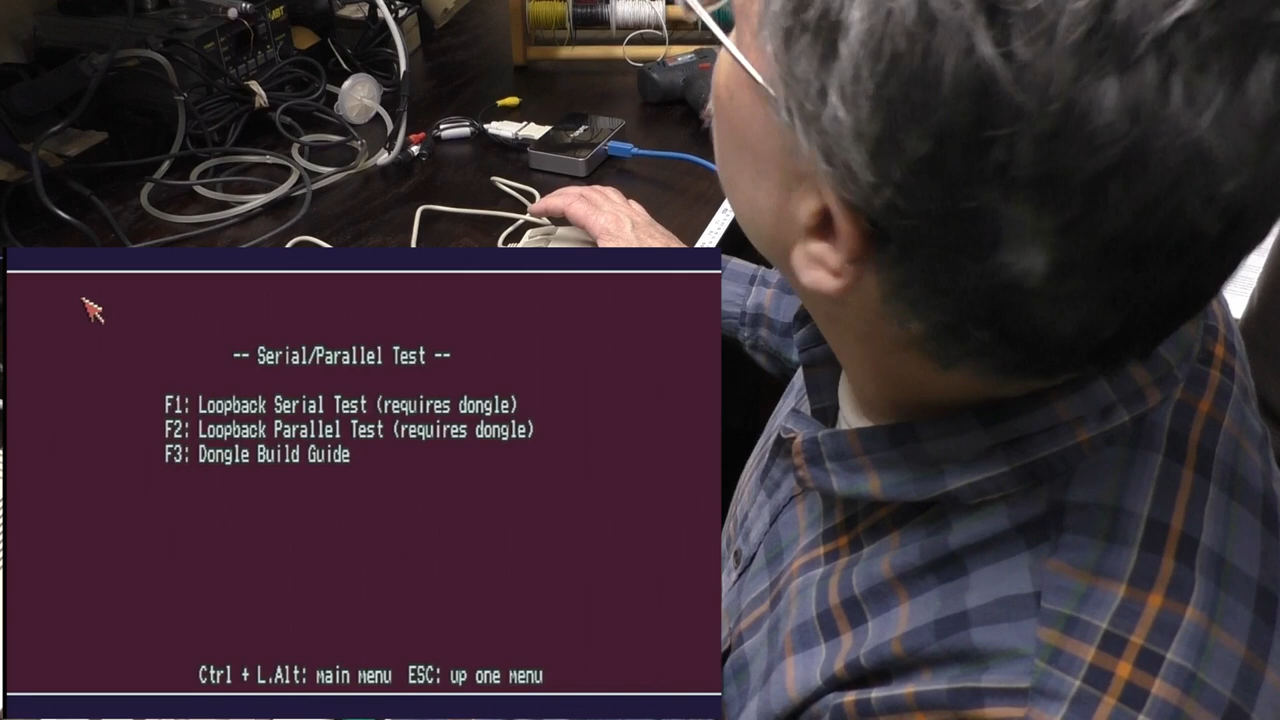 -- Serial/Parallel Test --
F1: Loopback Serial Test (requires dongle)
F2: Loopback Parallel Test (requires dongle)
F3: Dongle Build Guide
Ctrl + L.Alt: main menu  ESC: up one menu